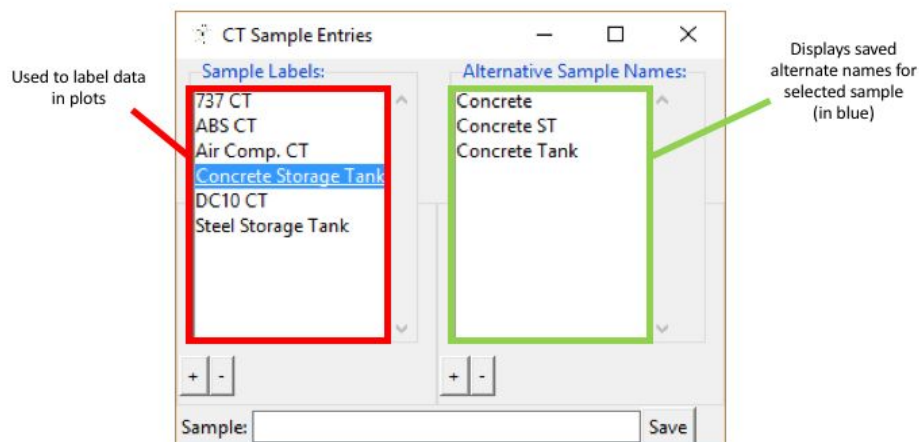 CT Sample Entries
Used to label data
in plots
Sample Labels:
737 CT
ABS CT
Air Comp. CT
Concrete Storage Tank
DC10 CT
Steel Storage Tank
+ -
Alternative Sample Names:
Concrete
Concrete ST
Concrete Tank
+ -
Displays saved
alternate names for
selected sample
(in blue)
Sample:
Save